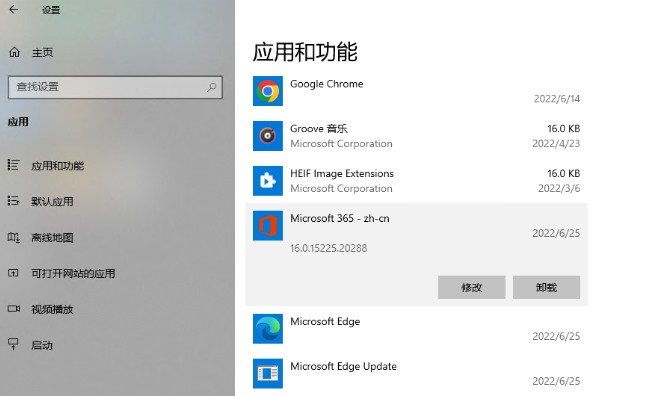 设置
主页
查找设置
应用
应用和功能
默认应用
离线地图
可打开网站的应用
视频播放
启动
应用和功能
Google Chrome
2022/6/14
Groove 音乐 16.0 KB
Microsoft Corporation 2022/4/23
HEIF Image Extensions 16.0 KB
Microsoft Corporation 2022/3/6
Microsoft 365 - zh-cn
2022/6/25
16.0.15225.20288
修改 卸载
Microsoft Edge
2022/6/25
Microsoft Edge Update
2022/6/25